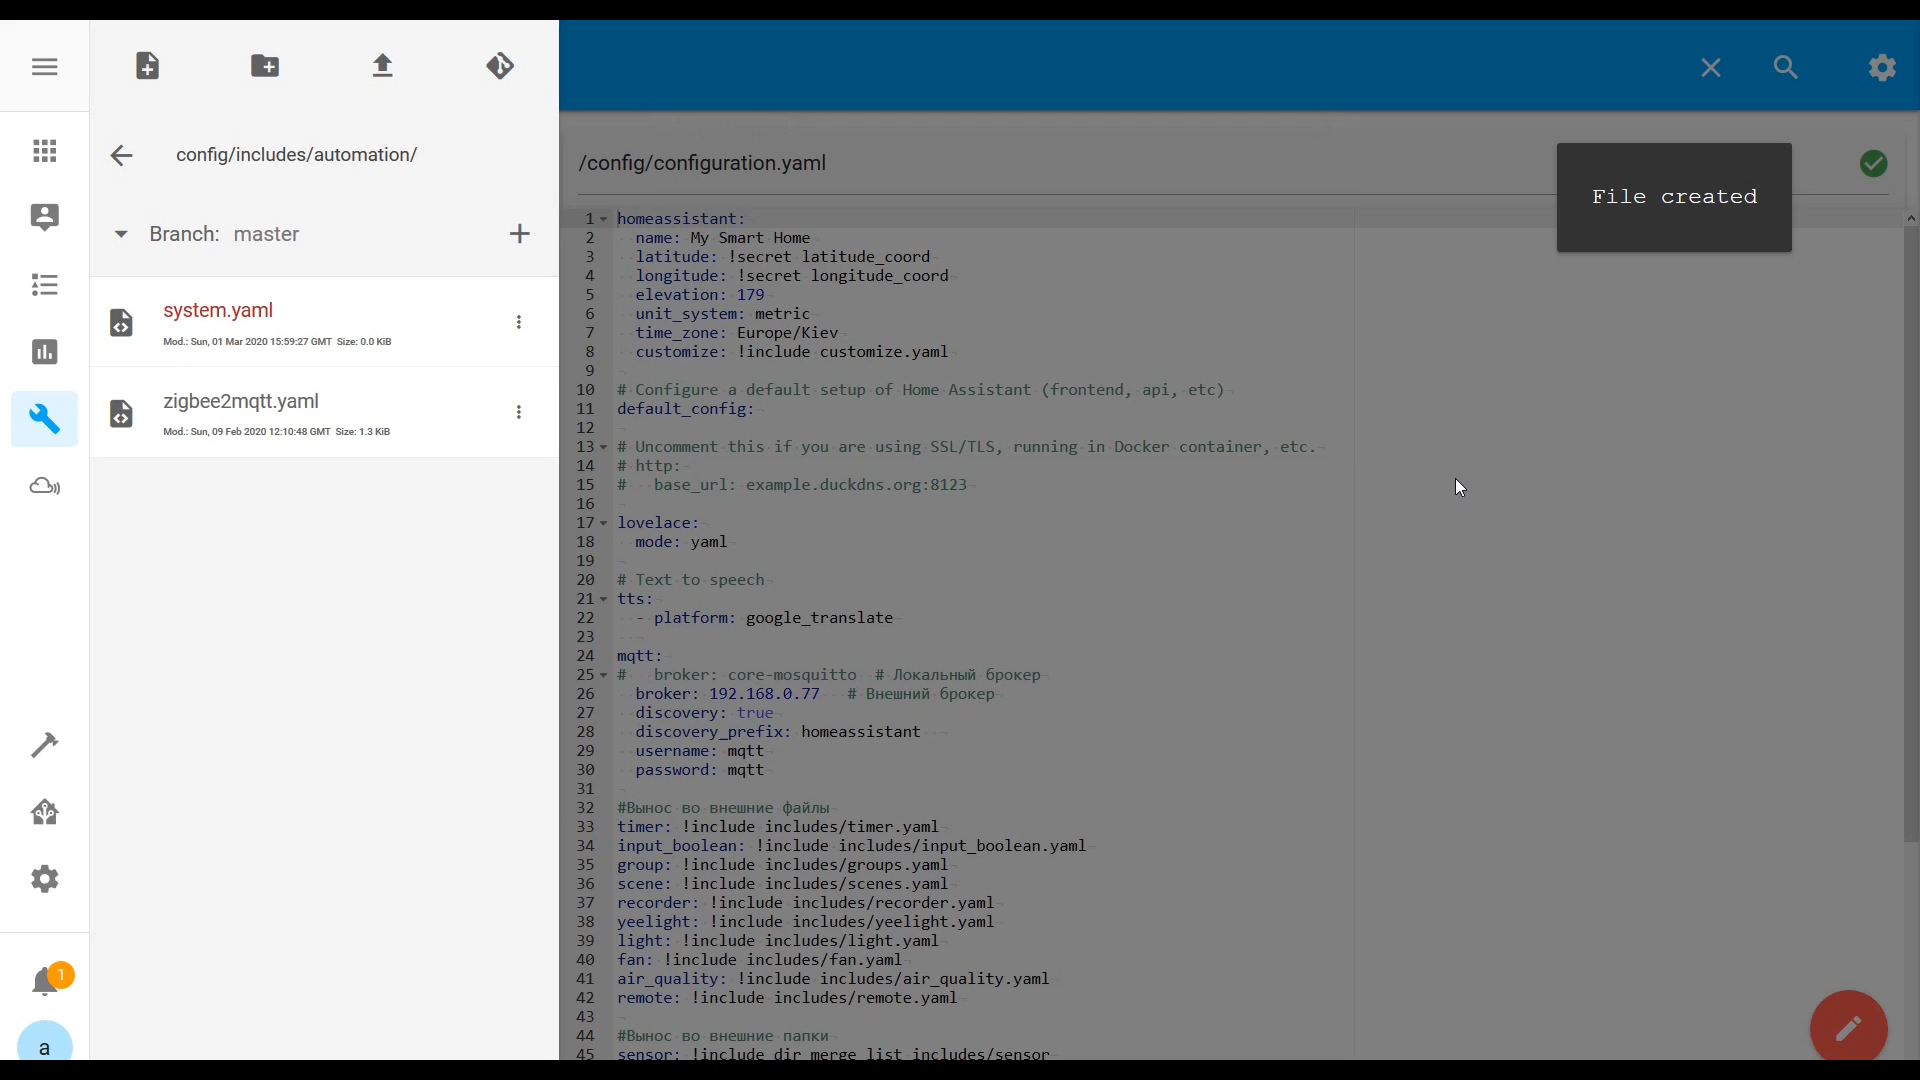 config/includes/automation/
Branch: master
system.yaml
Mod.: Sun, 01 Mar 2020 15:59:27 GMT Size: 0.0 KiB
zigbee2mqtt.yaml
Mod.: Sun, 09 Feb 2020 12:10:48 GMT Size: 1.3 KiB
1
a
/config/configuration.yaml
File created
1 homeassistant:
2 name: My Smart Home
3 latitude: !secret latitude_coord
4 longitude: !secret longitude_coord
5 elevation: 179
6 unit_system: metric
7 time_zone: Europe/Kiev
8 customize: !include customize.yaml
9
10 # Configure a default setup of Home Assistant (frontend, api, etc)
11 default_config:
12
13 # Uncomment this if you are using SSL/TLS, running in Docker container, etc.
14 # http:
15 # base_url: example.duckdns.org:8123
16
17 lovelace:
18 mode: yaml
19
20 # Text to speech
21 tts:
22 - platform: google_translate
23
24 mqtt:
25 # broker: core-mosquitto # Локальный брокер
26 broker: 192.168.0.77 # Внешний брокер
27 discovery: true
28 discovery_prefix: homeassistant
29 username: mqtt
30 password: mqtt
31
32 #Вынос во внешние файлы
33 timer: !include includes/timer.yaml
34 input_boolean: !include includes/input_boolean.yaml
35 group: !include includes/groups.yaml
36 scene: !include includes/scenes.yaml
37 recorder: !include includes/recorder.yaml
38 yeelight: !include includes/yeelight.yaml
39 light: !include includes/light.yaml
40 fan: !include includes/fan.yaml
41 air_quality: !include includes/air_quality.yaml
42 remote: !include includes/remote.yaml
43
44 #Вынос во внешние папки
45 sensor: !include_dir_merge_list includes/sensor